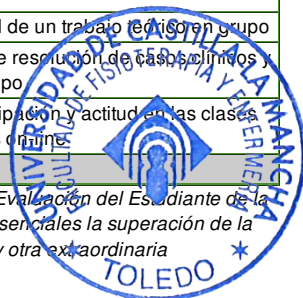 l de un trabajo teórico en grupo
e resolución de casos clínicos y
po
ipación y actitud en las clases
s on-line
Evaluación del Estudiante de la
senciales la superación de la
y otra extraordinaria
UNIVERSIDAD DE CASTILLA-LA MANCHA
FACULTAD DE FISIOTERAPIA Y ENFERMERÍA
TOLEDO